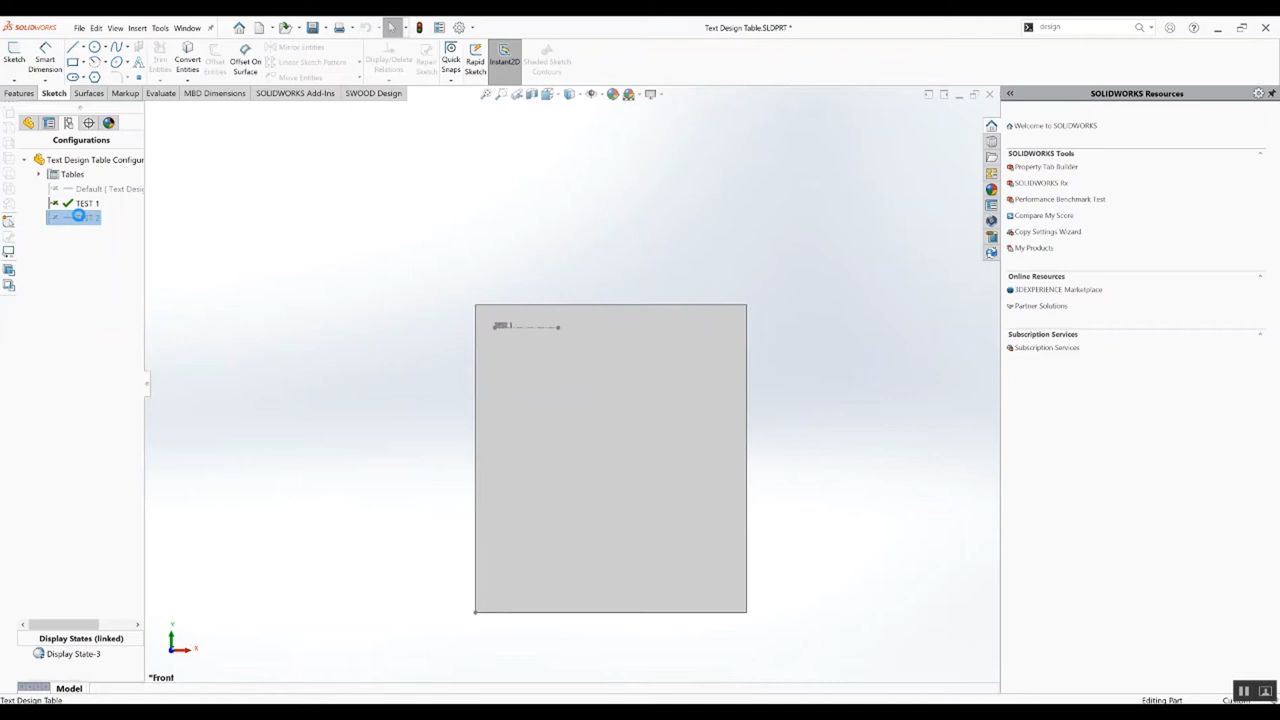 SOLIDWORKS
File Edit View Insert Tools Window
Text Design Table.SLDPRT *
design
Sketch
Smart Dimension
Trim Entities
Convert Entities
Offset Entities
Offset On Surface
Mirror Entities
Linear Sketch Pattern
Move Entities
Display/Delete Relations
Repair Sketch
Quick Snaps
Rapid Sketch
Instant2D
Shaded Sketch Contours
Features Sketch Surfaces Markup Evaluate MBD Dimensions SOLIDWORKS Add-Ins SWOOD Design
SOLIDWORKS Resources
Configurations
Text Design Table Configur
Tables
Default [ Text Desig
TEST 1
Welcome to SOLIDWORKS
SOLIDWORKS Tools
Property Tab Builder
SOLIDWORKS Rx
Performance Benchmark Test
Compare My Score
Copy Settings Wizard
My Products
Online Resources
3DEXPERIENCE Marketplace
Partner Solutions
Subscription Services
Subscription Services
Display States (linked)
Display State-3
Y
X
*Front
Model
Text Design Table
Editing Part